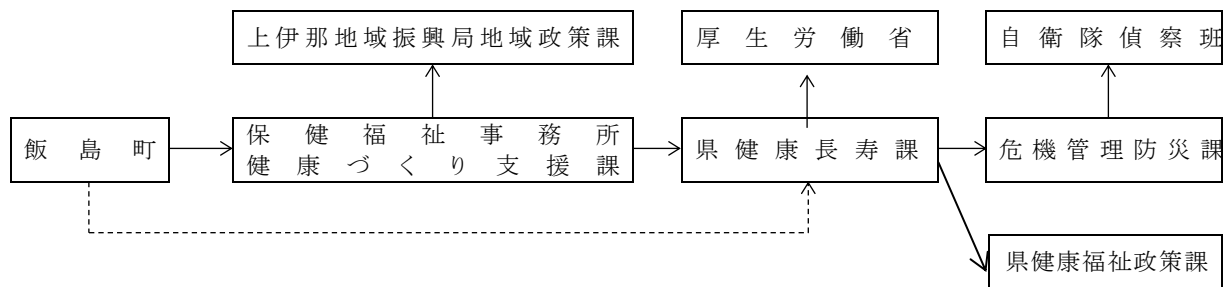 上伊那地域振興局地域政策課
厚生労働省
自衛隊偵察班
飯島町
保健福祉事務所
健康づくり支援課
県健康長寿課
危機管理防災課
県健康福祉政策課